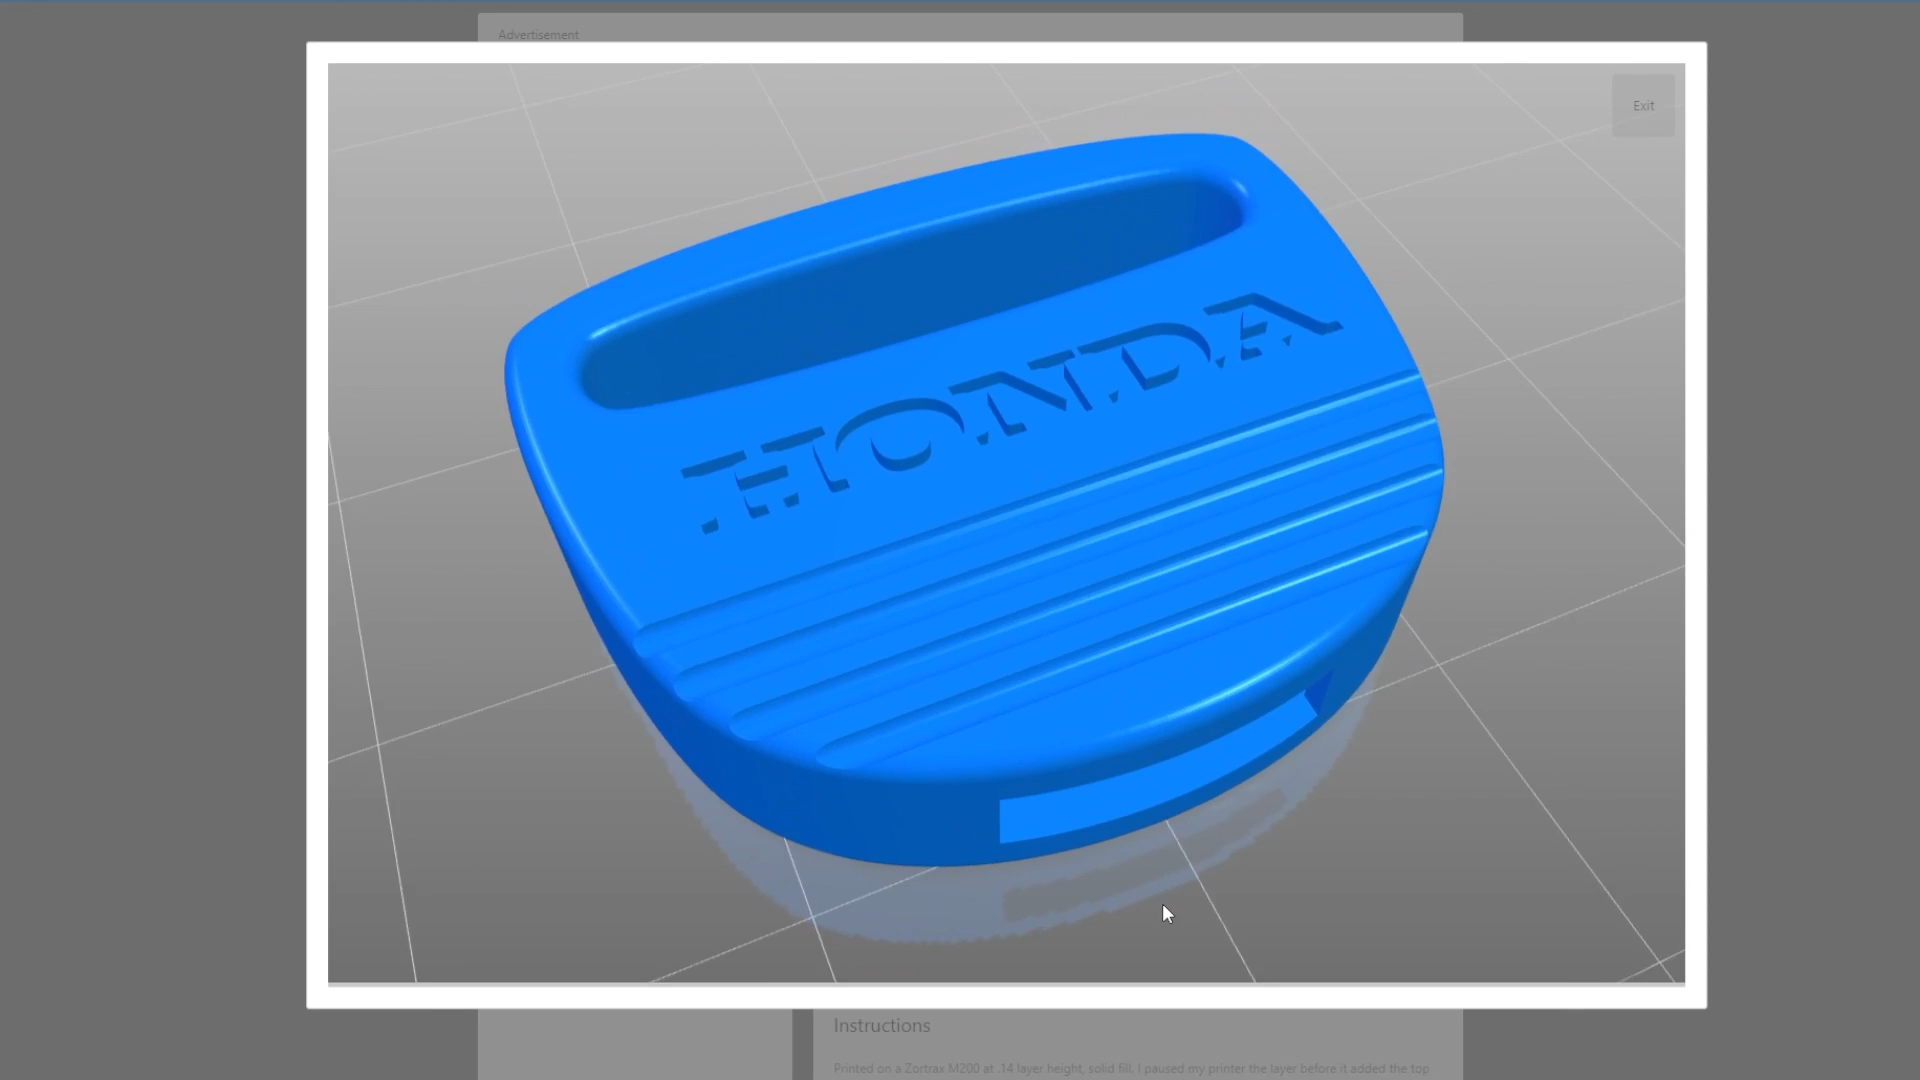 Advertisement
Exit
HONDA
Instructions
Printed on a Zortrax M200 at .14 layer height, solid fill. I paused my printer the layer before it added the top